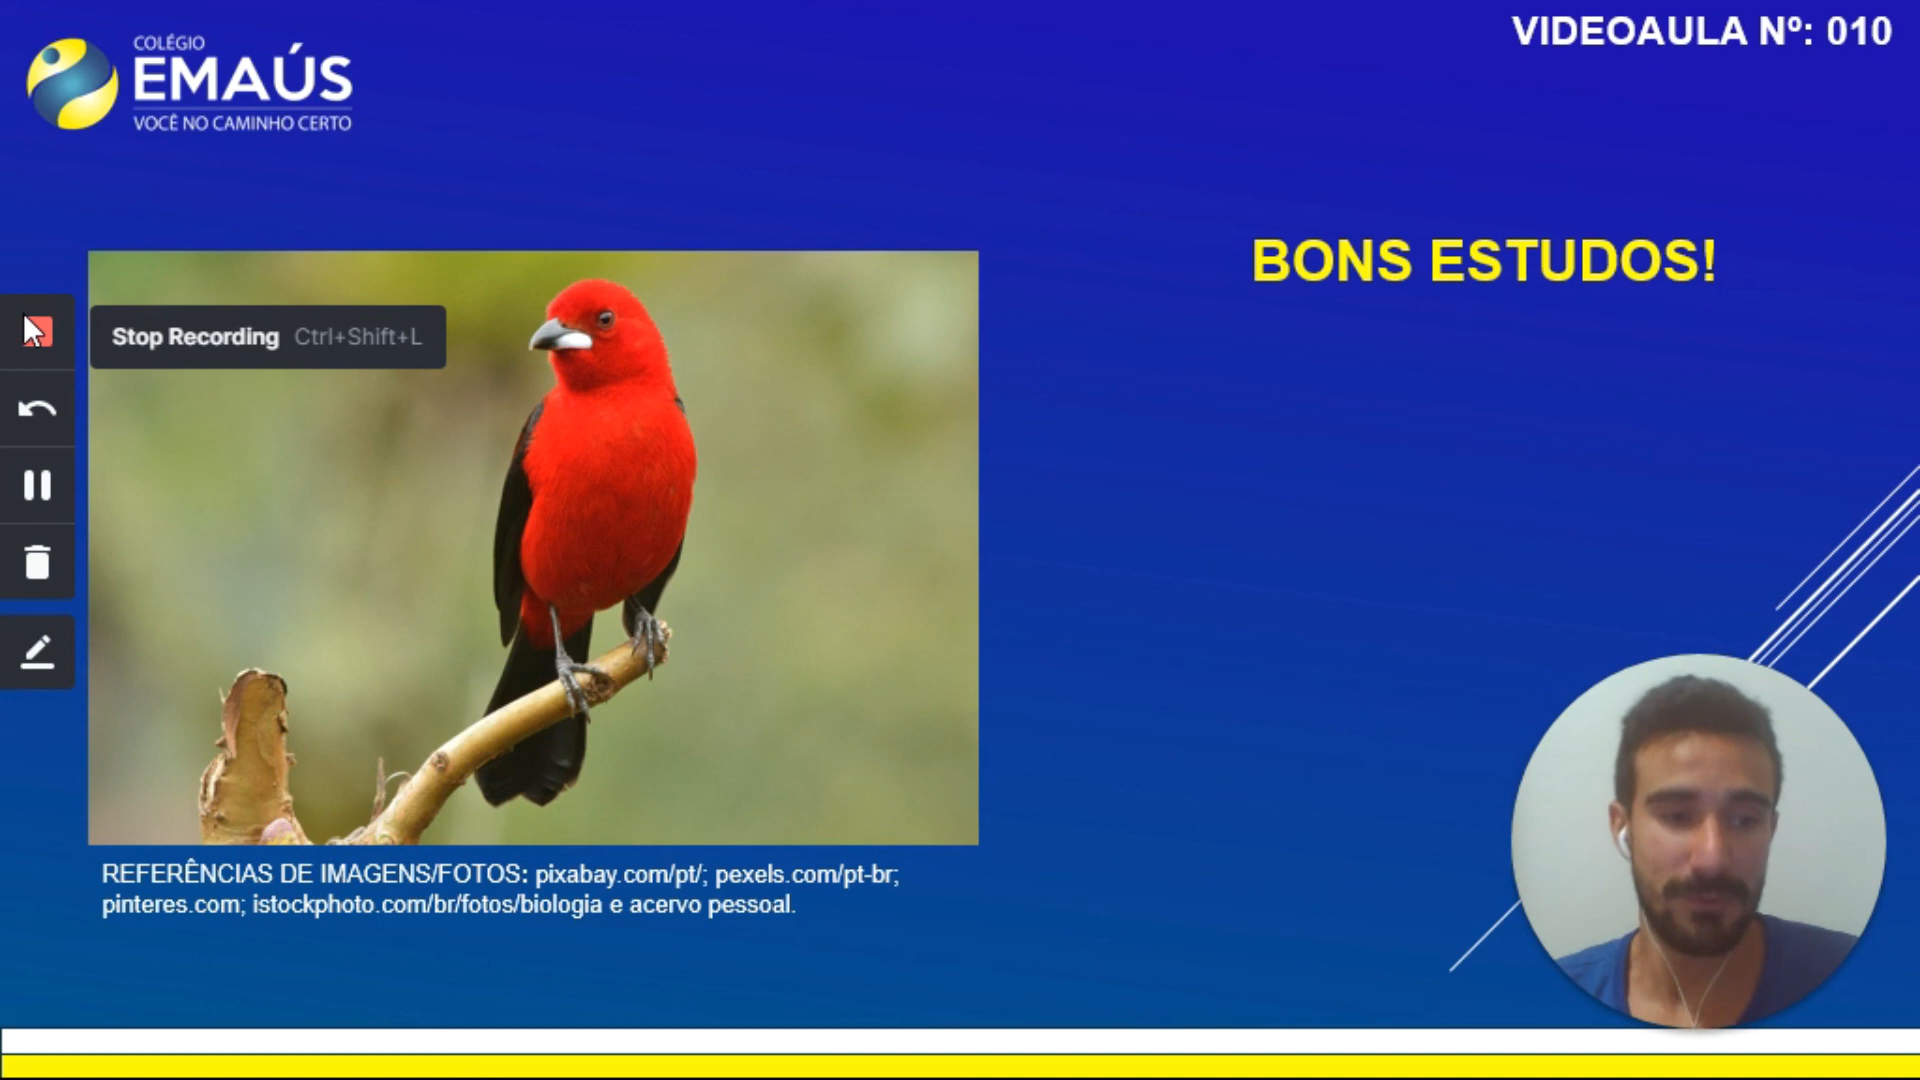 VIDEOAULA Nº: 010
COLÉGIO
EMAÚS
VOCÊ NO CAMINHO CERTO
BONS ESTUDOS!
Stop Recording Ctrl+Shift+L
REFERÊNCIAS DE IMAGENS/FOTOS: pixabay.com/pt/; pexels.com/pt-br;
pinteres.com; istockphoto.com/br/fotos/biologia e acervo pessoal.